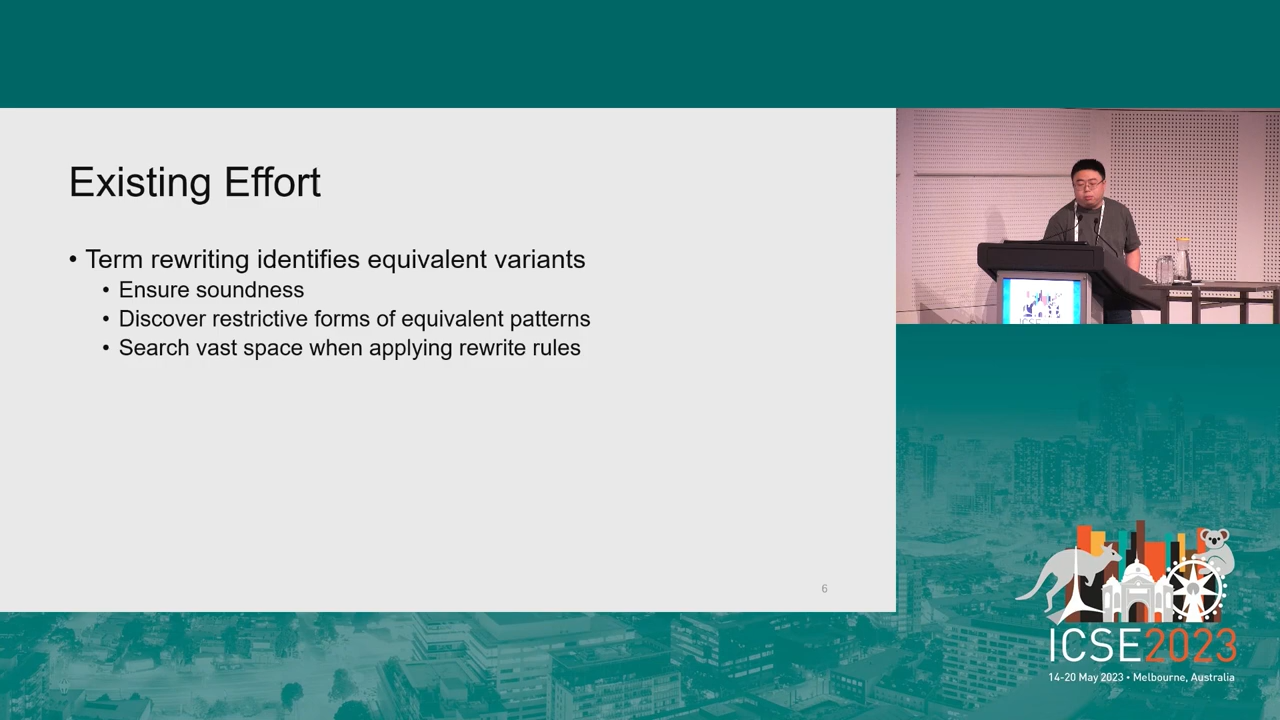 Existing Effort
• Term rewriting identifies equivalent variants
• Ensure soundness
• Discover restrictive forms of equivalent patterns
• Search vast space when applying rewrite rules
6
ICSE
ICSE2023
14-20 May 2023 • Melbourne, Australia